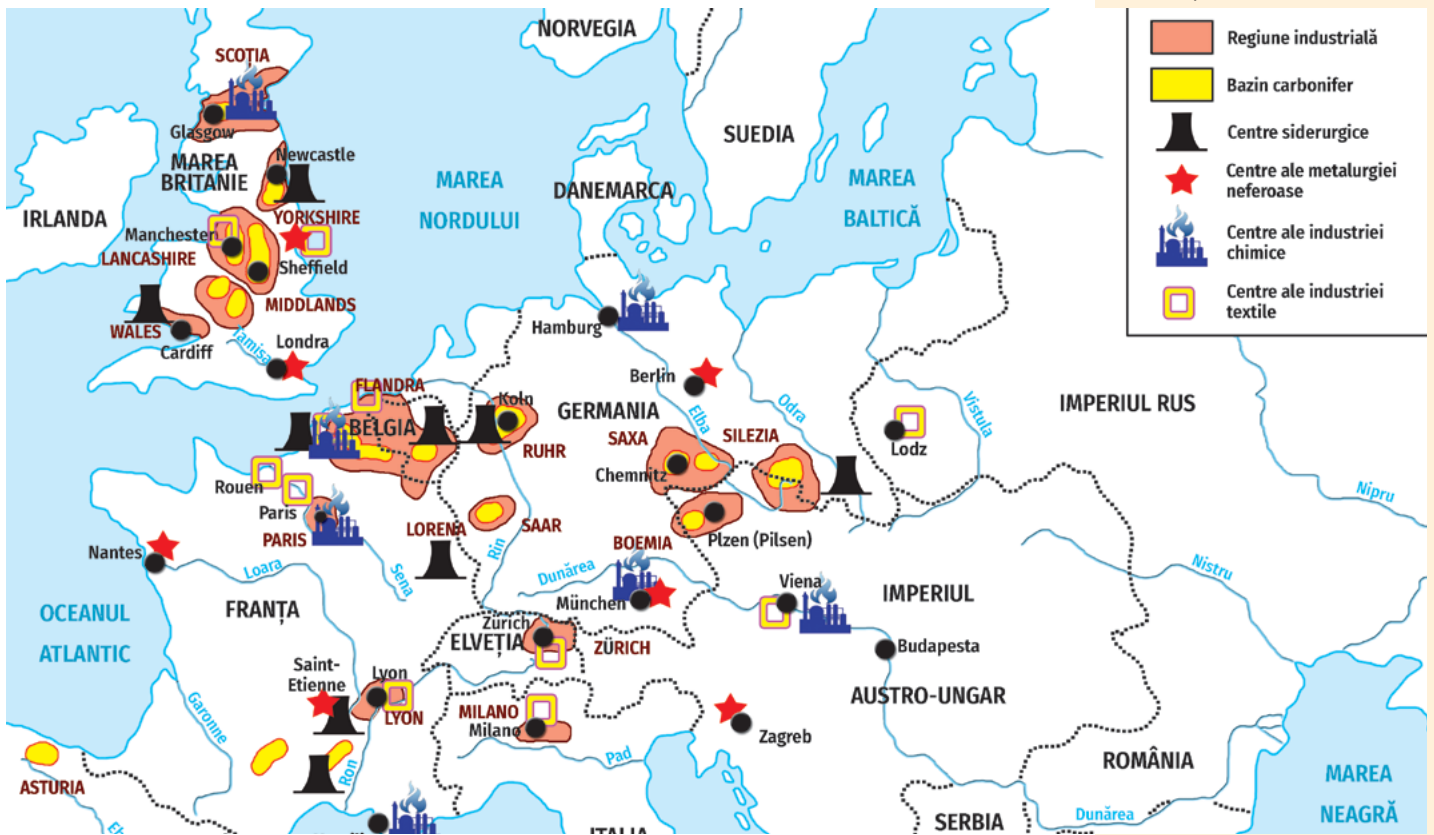 NORVEGIA
SCOȚIA
Regiune industrială
Bazin carbonifer
Centre siderurgice
Centre ale metalurgiei
neferoase
Centre ale industriei
chimice
Centre ale industriei
textile
Glasgow
SUEDIA
Newcastle
MAREA
BRITANIE
MAREA
NORDULUI
DANEMARCA
MAREA
BALTICĂ
IRLANDA
YORKSHIRE
Manchester
LANCASHIRE
Sheffield
MIDDLANDS
WALES
Cardiff
Tamisa
Londra
Hamburg
Berlin
FLANDRA
Koln
BELGIA
GERMANIA
RUHR
Elba
Odra
Vistula
IMPERIUL RUS
SAXA
SILEZIA
Chemnitz
Lodz
Rouen
Paris
PARIS
LORENA
SAAR
Rin
Plzen (Pilsen)
BOEMIA
Nipru
Nantes
Loara
Sena
Dunărea
München
Viena
Nistru
OCEANUL
ATLANTIC
FRANȚA
Zürich
ELVEȚIA
ZÜRICH
IMPERIUL
Budapesta
Saint-
Etienne
Lyon
LYON
MILANO
Milano
AUSTRO-UNGAR
Garonne
Zagreb
Pad
Ron
ASTURIA
ROMÂNIA
MAREA
NEAGRĂ
Dunărea
SERBIA
ITALIA